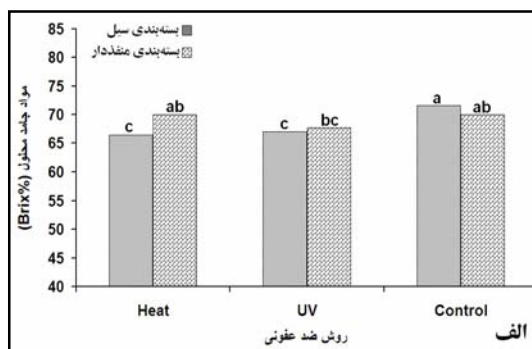 بسته‌بندی سیل
بسته‌بندی منفذدار
مواد جامد محلول (Brix%)
85
80
75
70
65
60
55
50
45
40
c
ab
c
bc
a
ab
Heat
UV
Control
روش ضد عفونی
الف